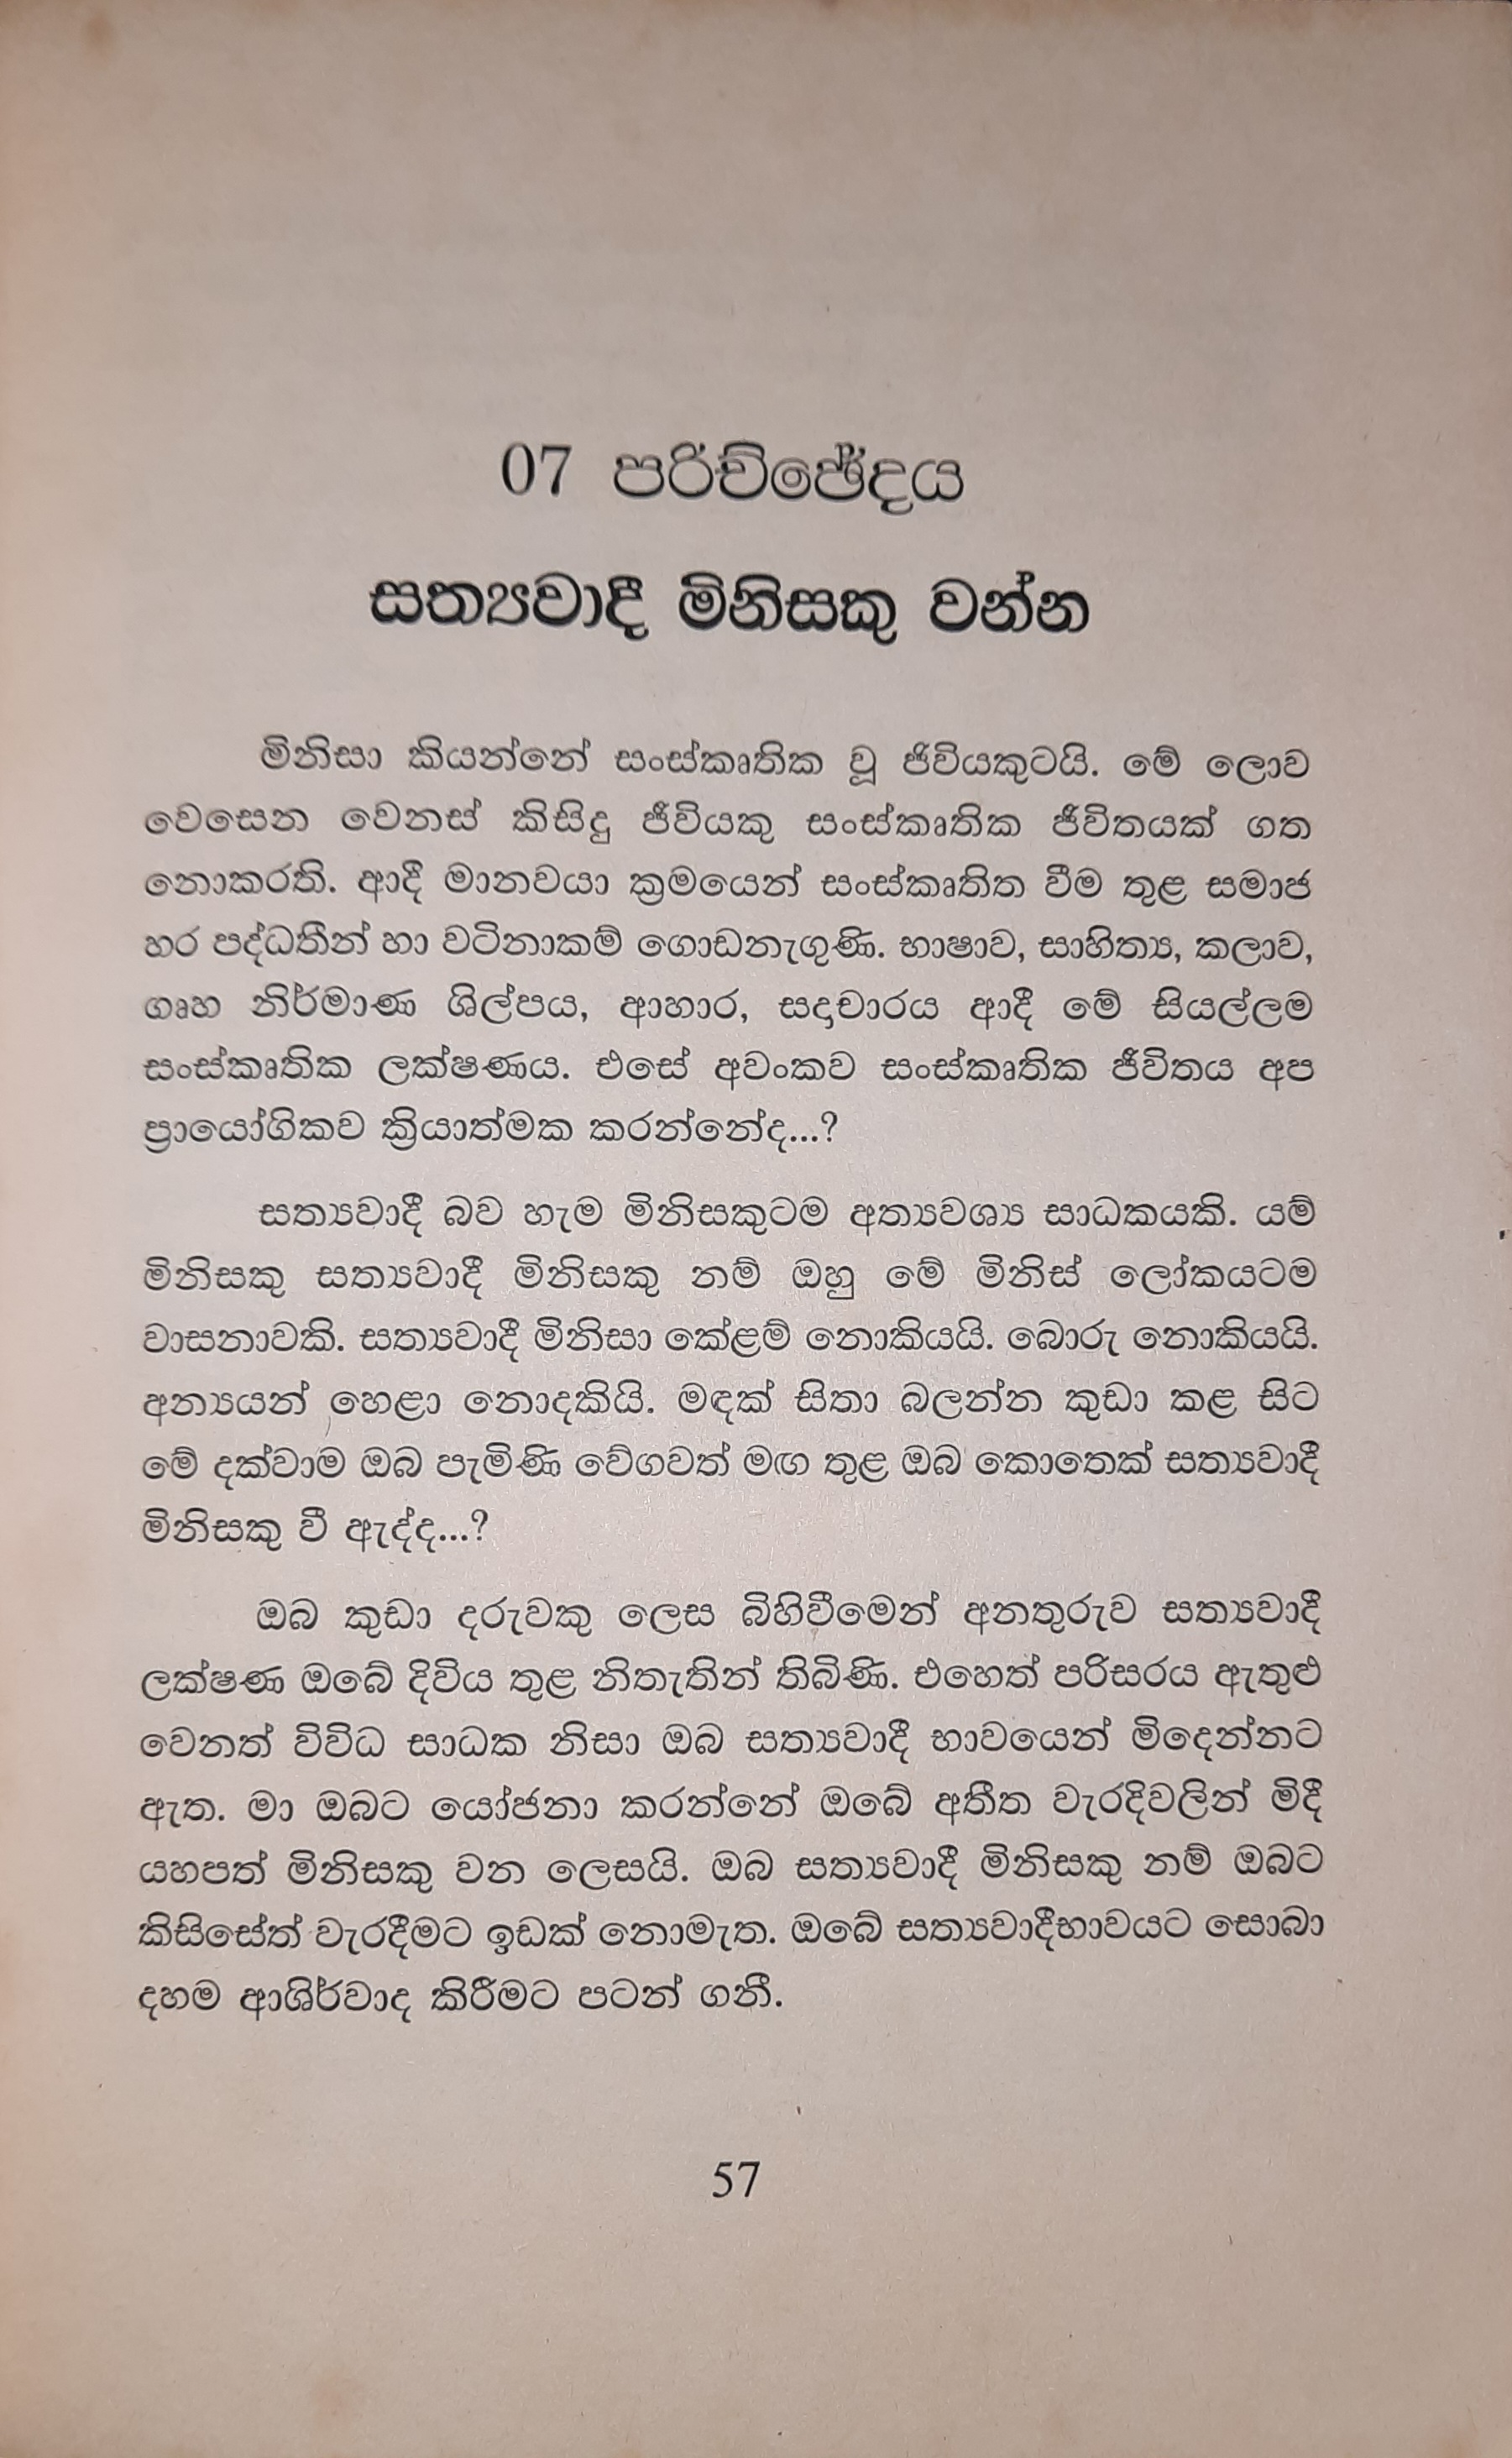 07 පරිච්ඡේදය
සත්‍යවාදී මිනිසකු වන්න
මිනිසා කියන්නේ සංස්කෘතික වූ ජිවියකුටයි. මේ ලොව
වෙසෙන වෙනස් කිසිදු ජීවියකු සංස්කෘතික ජීවිතයක් ගත
නොකරති. ආදී මානවයා ක්‍රමයෙන් සංස්කෘතිත වීම තුළ සමාජ
හර පද්ධතීන් හා වටිනාකම් ගොඩනැගුණි. භාෂාව, සාහිත්‍ය, කලාව,
ගෘහ නිර්මාණ ශිල්පය, ආහාර, සදාචාරය ආදී මේ සියල්ලම
සංස්කෘතික ලක්ෂණය. එසේ අවංකව සංස්කෘතික ජීවිතය අප
ප්‍රායෝගිකව ක්‍රියාත්මක කරන්නේද...?
සත්‍යවාදී බව හැම මිනිසකුටම අත්‍යවශ්‍ය සාධකයකි. යම්
මිනිසකු සත්‍යවාදී මිනිසකු නම් ඔහු මේ මිනිස් ලෝකයටම
වාසනාවකි. සත්‍යවාදී මිනිසා කේළම් නොකියයි. බොරු නොකියයි.
අන්‍යයන් හෙළා නොදකියි. මඳක් සිතා බලන්න කුඩා කළ සිට
මේ දක්වාම ඔබ පැමිණි වේගවත් මඟ තුළ ඔබ කොතෙක් සත්‍යවාදී
මිනිසකු වී ඇද්ද...?
ඔබ කුඩා දරුවකු ලෙස බිහිවීමෙන් අනතුරුව සත්‍යවාදී
ලක්ෂණ ඔබේ දිවිය තුළ නිතැතින් තිබිණි. එහෙත් පරිසරය ඇතුළු
වෙනත් විවිධ සාධක නිසා ඔබ සත්‍යවාදී භාවයෙන් මිදෙන්නට
ඇත. මා ඔබට යෝජනා කරන්නේ ඔබේ අතීත වැරදිවලින් මිදී
යහපත් මිනිසකු වන ලෙසයි. ඔබ සත්‍යවාදී මිනිසකු නම් ඔබට
කිසිසේත් වැරදීමට ඉඩක් නොමැත. ඔබේ සත්‍යවාදීභාවයට සොබා
දහම ආශිර්වාද කිරීමට පටන් ගනී.
57